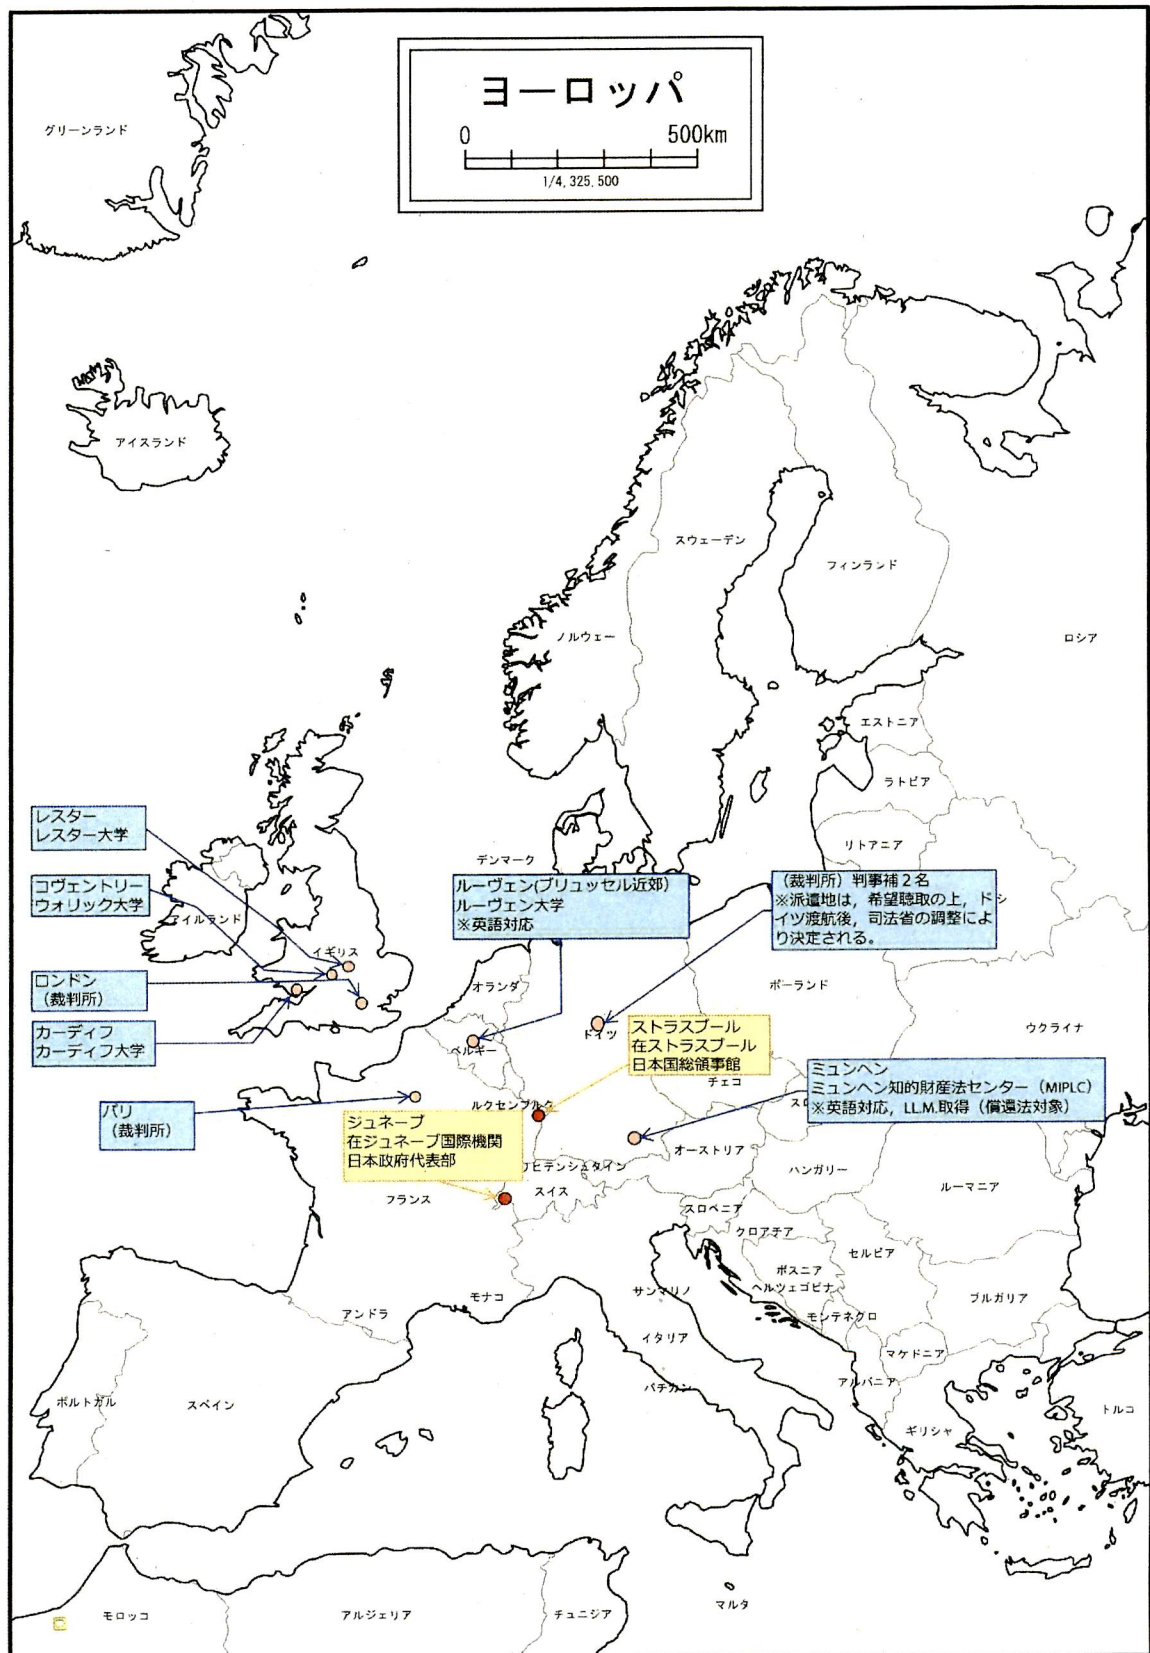 ヨーロッパ
0 500km
1/4,325,500
グリーンランド
アイスランド
スウェーデン
フィンランド
ノルウェー
ロシア
エストニア
ラトビア
リトアニア
レスター
レスター大学
コヴェントリー
ウォリック大学
ロンドン
（裁判所）
カーディフ
カーディフ大学
パリ
（裁判所）
イギリス
デンマーク
ルーヴェン(ブリュッセル近郊)
ルーヴェン大学
※英語対応
（裁判所）判事補２名
※派遣地は，希望聴取の上，ド
イツ渡航後，司法省の調整によ
り決定される。
オランダ
ベルギー
ドイツ
ポーランド
ウクライナ
ストラスブール
在ストラスブール
日本国総領事館
チェコ
ミュンヘン
ミュンヘン知的財産法センター（MIPLC）
※英語対応，LL.M.取得（償還法対象）
ルクセンブルク
ジュネーブ
在ジュネーブ国際機関
日本政府代表部
オーストリア
ハンガリー
ルーマニア
スイス
フランス
スロベニア
クロアチア
セルビア
ボスニア
ヘルツェゴビナ
モンテネグロ
ブルガリア
サンマリノ
モナコ
アンドラ
イタリア
マケドニア
アルバニア
バチカン
ポルトガル
スペイン
ギリシャ
トルコ
モロッコ
アルジェリア
チュニジア
マルタ